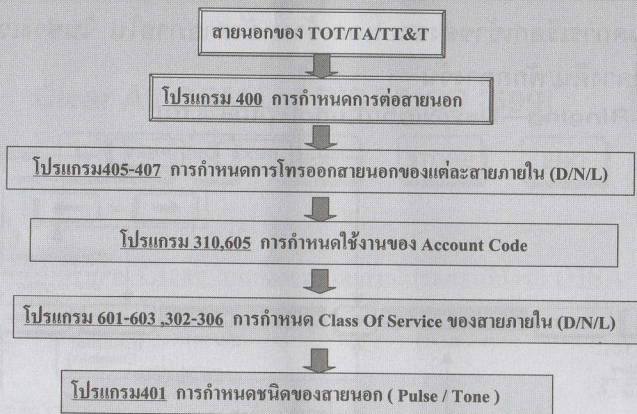 สายนอกของ TOT/TA/TT&T
โปรแกรม 400 การกำหนดการต่อสายนอก
โปรแกรม405-407 การกำหนดการโทรออกสายนอกของแต่ละสายภายใน (D/N/L)
โปรแกรม 310,605 การกำหนดใช้งานของ Account Code
โปรแกรม 601-603 ,302-306 การกำหนด Class Of Service ของสายภายใน (D/N/L)
โปรแกรม401 การกำหนดชนิดของสายนอก ( Pulse / Tone )